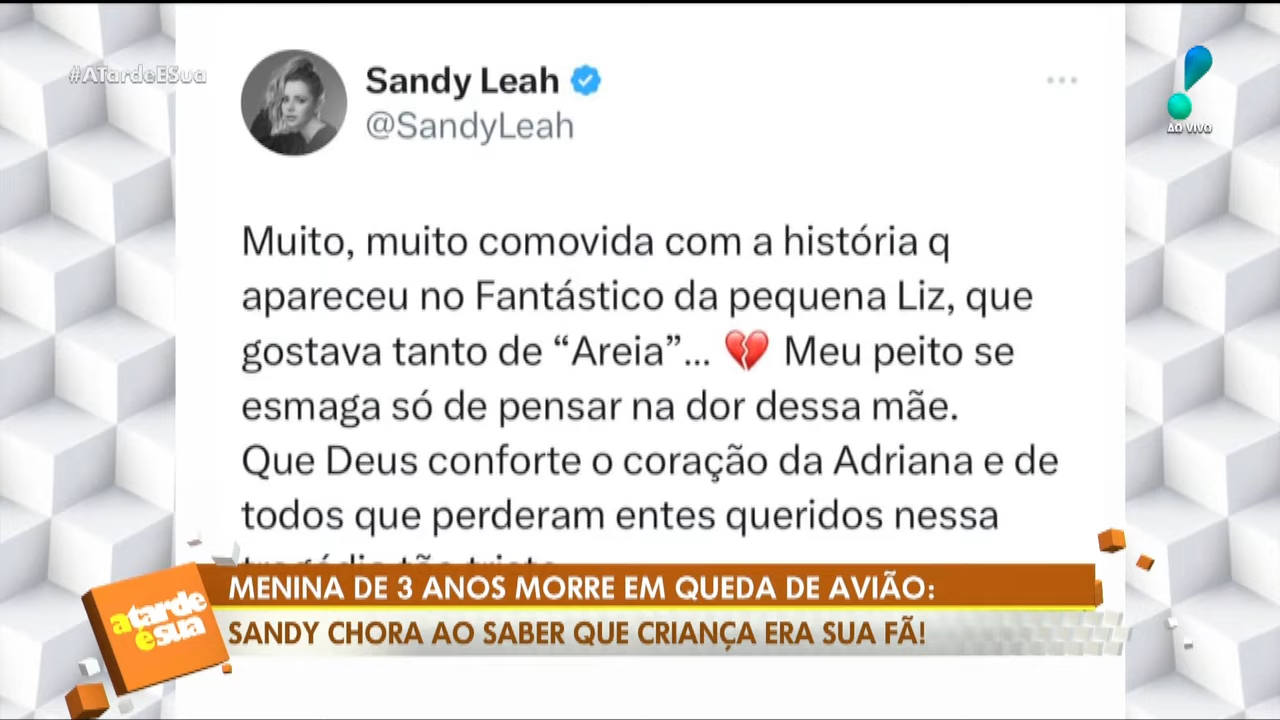 #ATardeÉSua
Sandy Leah
@SandyLeah
AO VIVO
Muito, muito comovida com a história q
apareceu no Fantástico da pequena Liz, que
gostava tanto de “Areia”... 💔 Meu peito se
esmaga só de pensar na dor dessa mãe.
Que Deus conforte o coração da Adriana e de
todos que perderam entes queridos nessa
tragédia tão triste
MENINA DE 3 ANOS MORRE EM QUEDA DE AVIÃO:
SANDY CHORA AO SABER QUE CRIANÇA ERA SUA FÃ!
a tarde
é sua